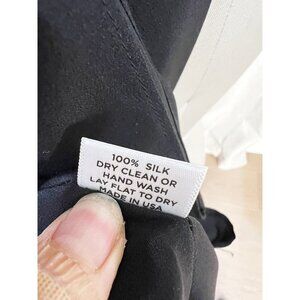 100% SILK
DRY CLEAN OR
HAND WASH
LAY FLAT TO DRY
MADE IN USA